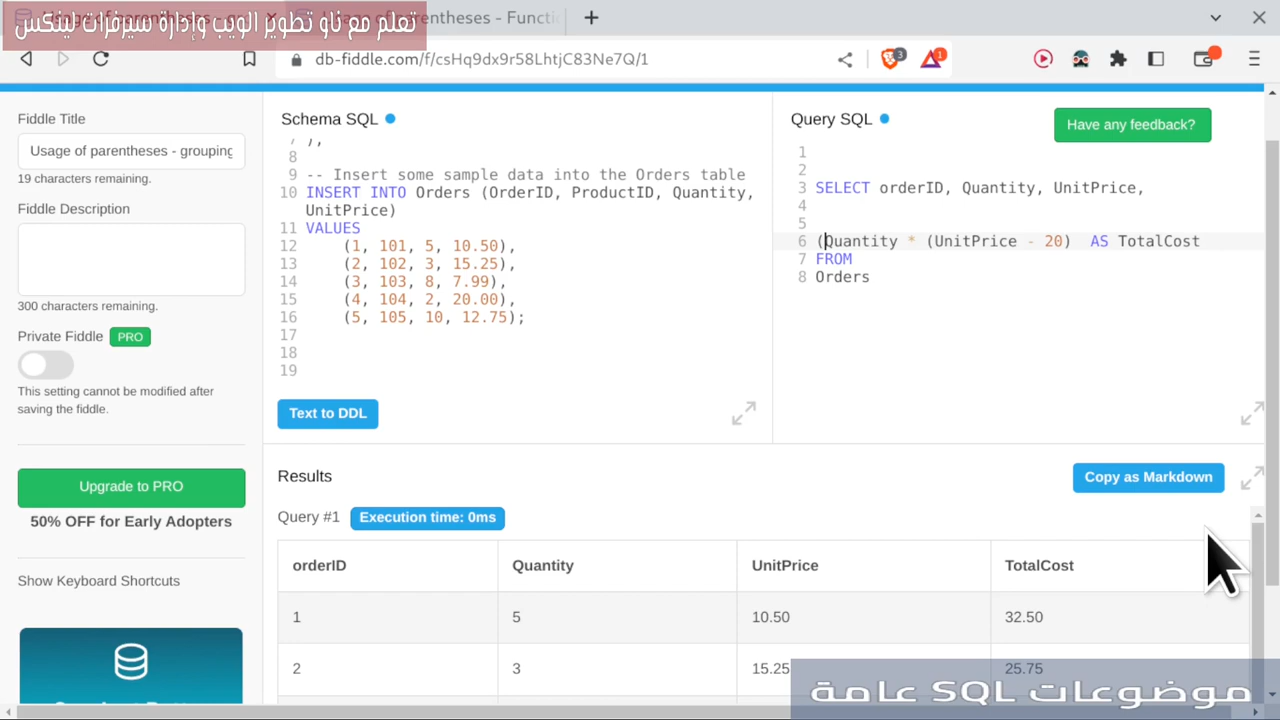 تعلم مع ناو تطوير الويب وإدارة سيرفرات لينكس
parentheses - Functi
db-fiddle.com/f/csHq9dx9r58LhtjC83Ne7Q/1
3
1
Fiddle Title
Usage of parentheses - grouping
19 characters remaining.
Fiddle Description
300 characters remaining.
Private Fiddle PRO
This setting cannot be modified after
saving the fiddle.
Upgrade to PRO
50% OFF for Early Adopters
Show Keyboard Shortcuts
Schema SQL
7 );
8
9 -- Insert some sample data into the Orders table
10 INSERT INTO Orders (OrderID, ProductID, Quantity,
UnitPrice)
11 VALUES
12 (1, 101, 5, 10.50),
13 (2, 102, 3, 15.25),
14 (3, 103, 8, 7.99),
15 (4, 104, 2, 20.00),
16 (5, 105, 10, 12.75);
17
18
19
Text to DDL
Query SQL
Have any feedback?
1
2
3 SELECT orderID, Quantity, UnitPrice,
4
5
6 (Quantity * (UnitPrice - 20) AS TotalCost
7 FROM
8 Orders
Results
Copy as Markdown
Query #1 Execution time: 0ms
orderID Quantity UnitPrice TotalCost
1 5 10.50 32.50
2 3 15.25 25.75
موضوعات SQL عامة